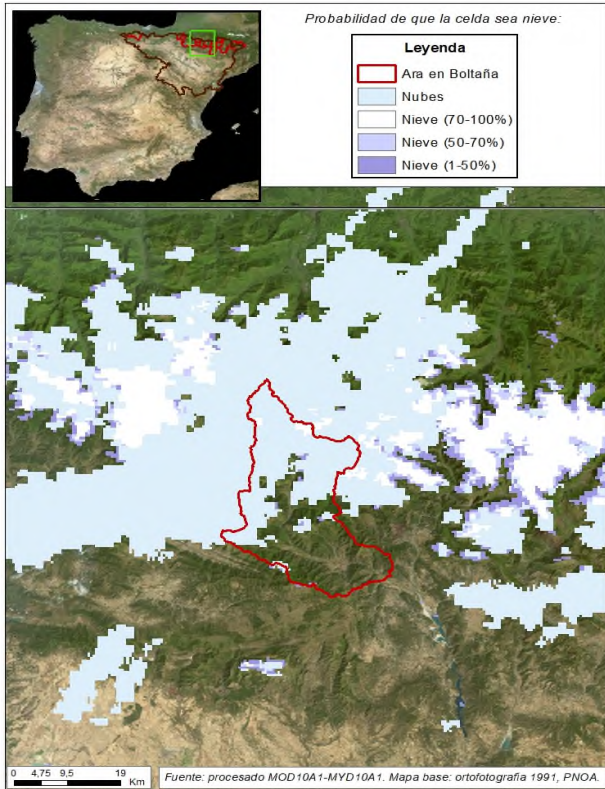 Probabilidad de que la celda sea nieve:
Leyenda
Ara en Boltaña
Nubes
Nieve (70-100%)
Nieve (50-70%)
Nieve (1-50%)
0 4,75 9,5 19
Km
Fuente: procesado MOD10A1-MYD10A1. Mapa base: ortofotografía 1991, PNOA.